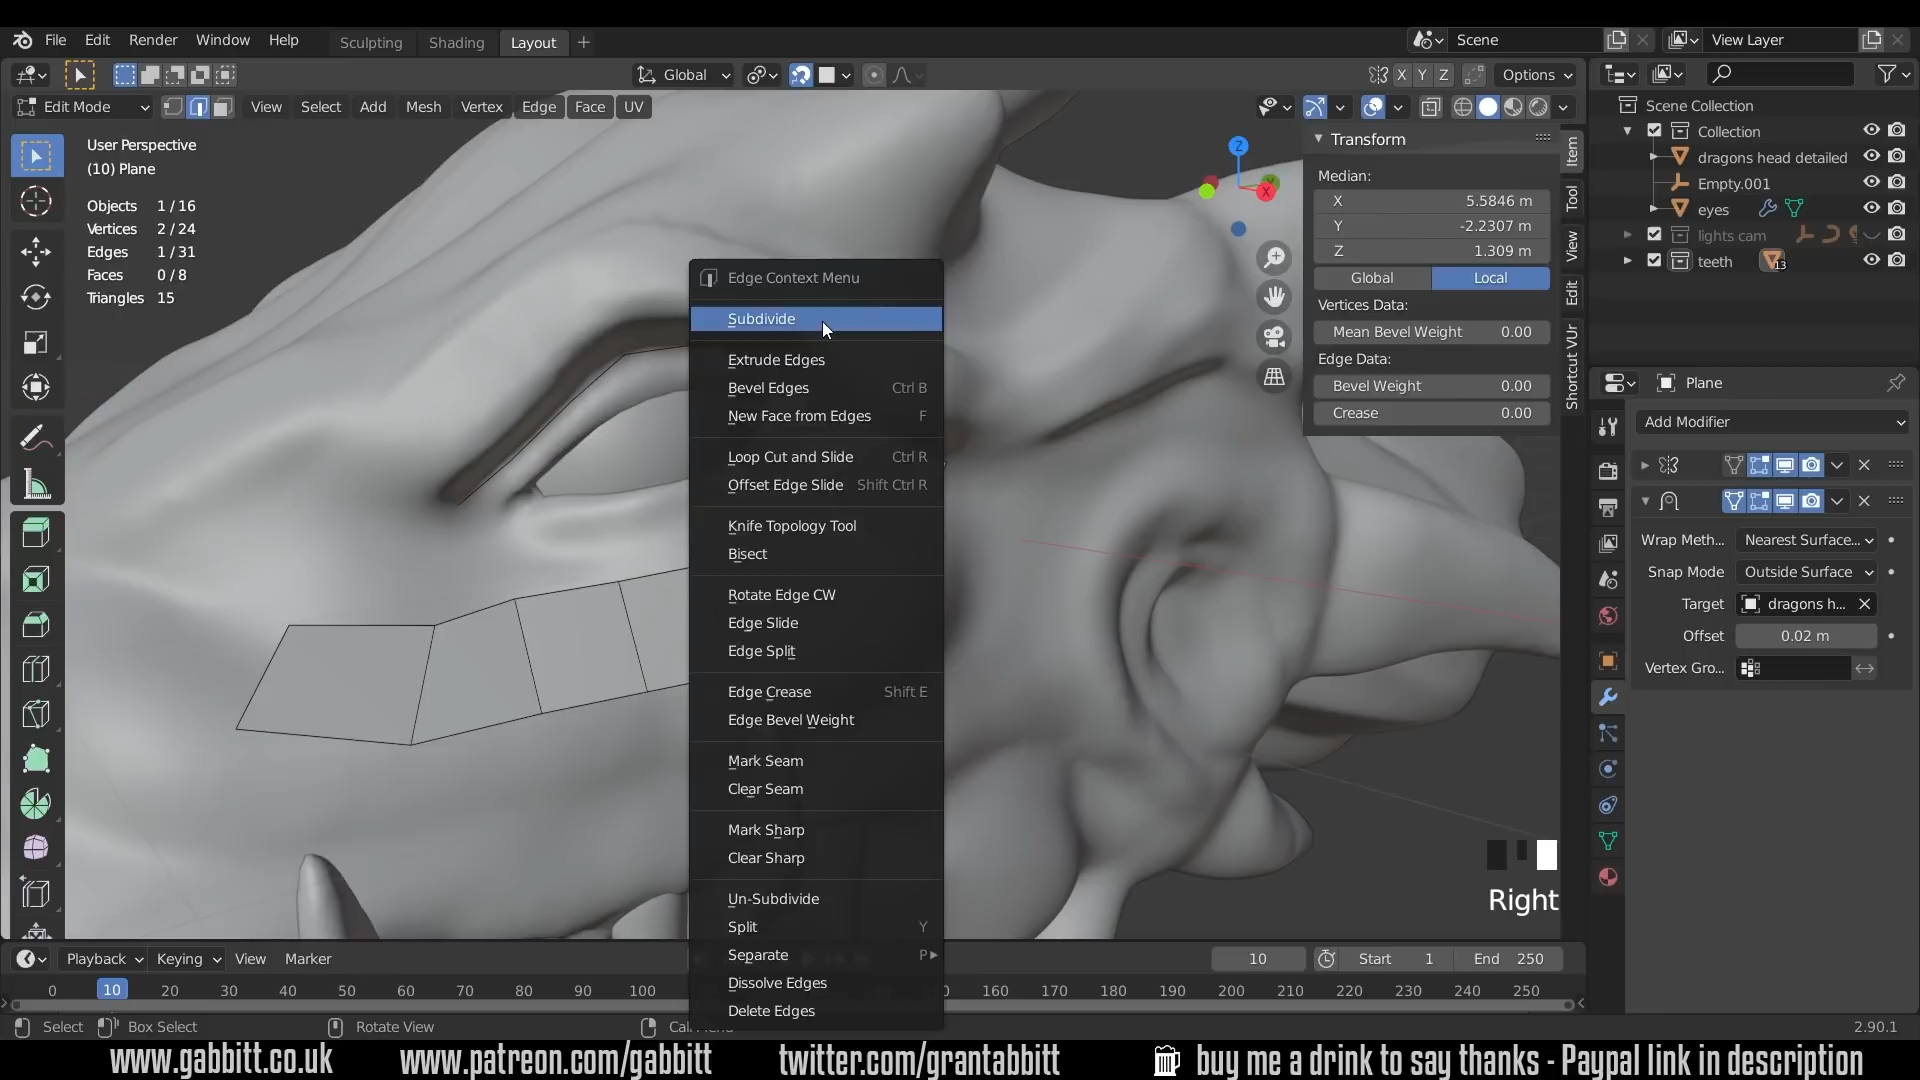 File Edit Render Window Help Sculpting Shading Layout + Scene View Layer
Global Options
X Y Z
Edit Mode View Select Add Mesh Vertex Edge Face UV
User Perspective
(10) Plane
Objects 1 / 16
Vertices 2 / 24
Edges 1 / 31
Faces 0 / 8
Triangles 15
Edge Context Menu
Subdivide
Extrude Edges
Bevel Edges Ctrl B
New Face from Edges F
Loop Cut and Slide Ctrl R
Offset Edge Slide Shift Ctrl R
Knife Topology Tool
Bisect
Rotate Edge CW
Edge Slide
Edge Split
Edge Crease Shift E
Edge Bevel Weight
Mark Seam
Clear Seam
Mark Sharp
Clear Sharp
Un-Subdivide
Split Y
Separate P
Dissolve Edges
Delete Edges
Z
X
Transform
Median:
X 5.5846 m
Y -2.2307 m
Z 1.309 m
Global Local
Vertices Data:
Mean Bevel Weight 0.00
Edge Data:
Bevel Weight 0.00
Crease 0.00
Item
Tool
View
Edit
Shortcut VUr
Scene Collection
Collection
dragons head detailed
Empty.001
eyes
lights cam
teeth
13
Plane
Add Modifier
Wrap Meth... Nearest Surface...
Snap Mode Outside Surface
Target dragons h...
Offset 0.02 m
Vertex Gro...
Right
Playback Keying View Marker 10 Start 1 End 250
0 10 20 30 40 50 60 70 80 90 100 160 170 180 190 200 210 220 230 240 250
Select Box Select Rotate View 2.90.1
www.gabbitt.co.uk www.patreon.com/gabbitt twitter.com/grantabbitt buy me a drink to say thanks - Paypal link in description